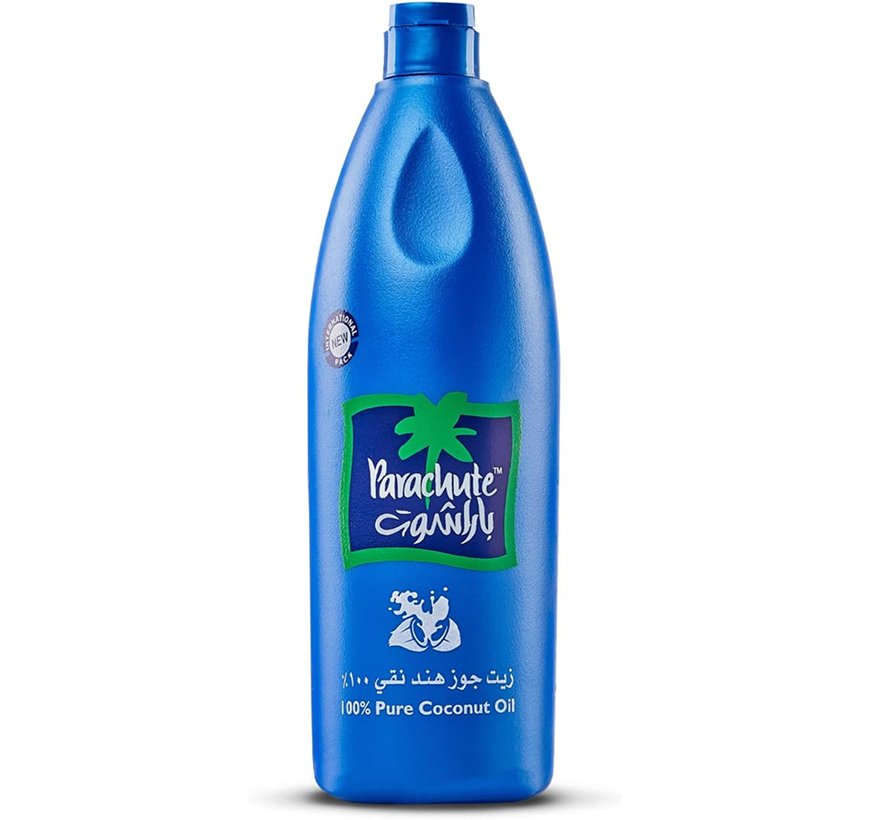 INTERNATIONAL
NEW
PACK
Parachute™
باراشوت
زيت جوز هند نقي ١٠٠٪
100% Pure Coconut Oil